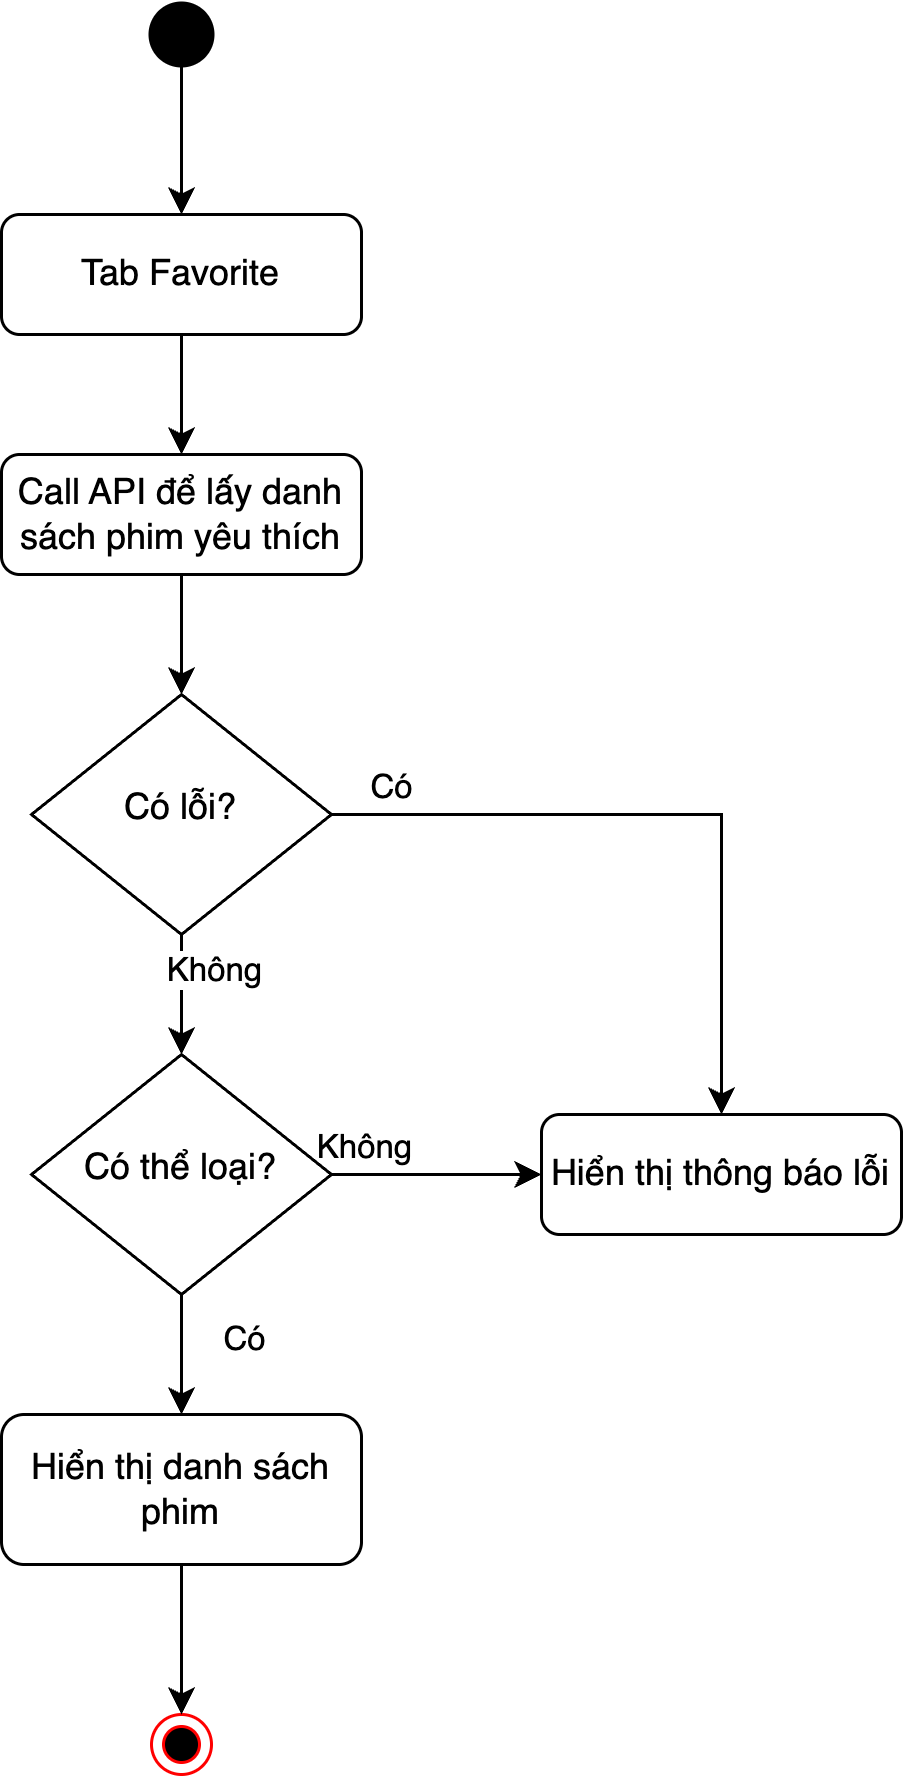 Tab Favorite
Call API để lấy danh
sách phim yêu thích
Có lỗi?
Có
Không
Có thể loại?
Không
Hiển thị thông báo lỗi
Có
Hiển thị danh sách
phim